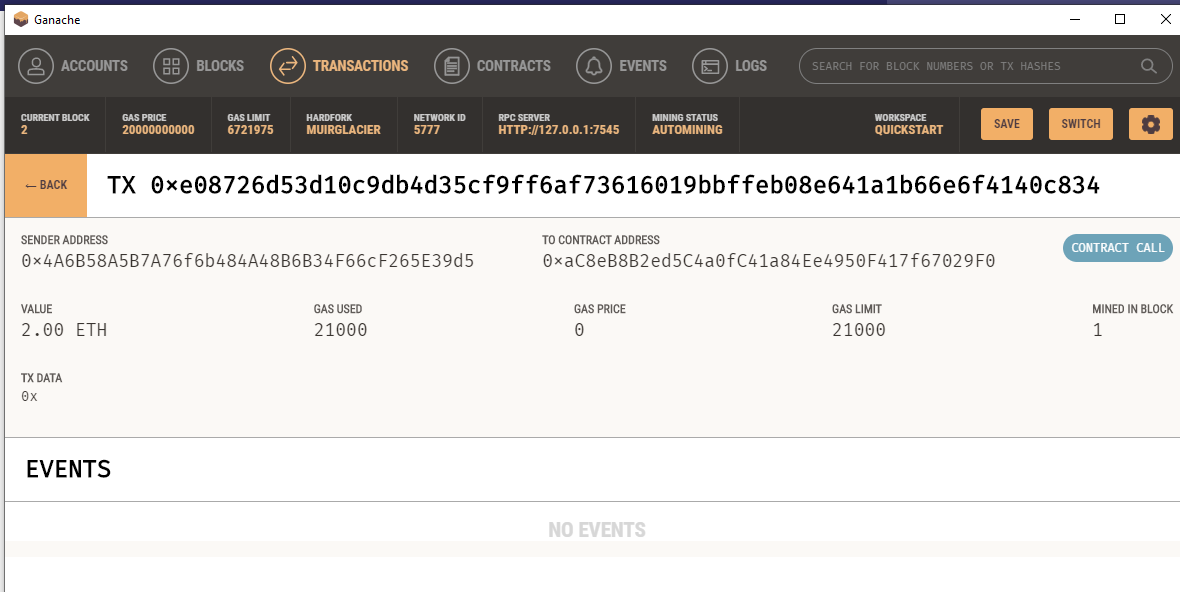 Ganache
ACCOUNTS BLOCKS TRANSACTIONS CONTRACTS EVENTS LOGS SEARCH FOR BLOCK NUMBERS OR TX HASHES
CURRENT BLOCK GAS PRICE GAS LIMIT HARDFORK NETWORK ID RPC SERVER MINING STATUS WORKSPACE
2 20000000000 6721975 MUIRGLACIER 5777 HTTP://127.0.0.1:7545 AUTOMINING QUICKSTART SAVE SWITCH
← BACK TX 0×e08726d53d10c9db4d35cf9ff6af73616019bbffeb08e641a1b66e6f4140c834
SENDER ADDRESS TO CONTRACT ADDRESS
0×4A6B58A5B7A76f6b484A48B6B34F66cF265E39d5 0×aC8eB8B2ed5C4a0fC41a84Ee4950F417f67029F0 CONTRACT CALL
VALUE GAS USED GAS PRICE GAS LIMIT MINED IN BLOCK
2.00 ETH 21000 0 21000 1
TX DATA
0x
EVENTS
NO EVENTS